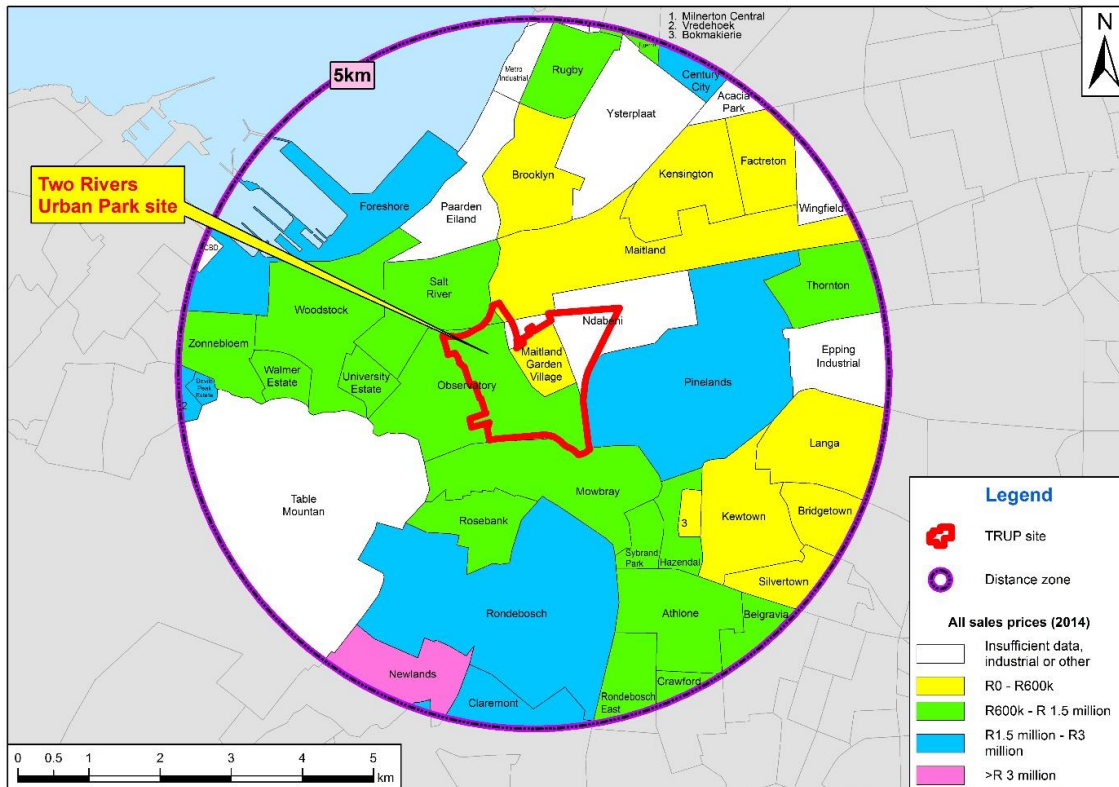 1. Milnerton Central
2. Vredehoek
3. Bokmakierie
N
5km
Metro
Industrial
Rugby
Century
City
Acacia
Park
Ysterplaat
Two Rivers
Urban Park site
Foreshore
Paarden
Eiland
Brooklyn
Kensington
Factreton
Wingfield
CBD
Maitland
Salt
River
Woodstock
Thornton
Ndabeni
Zonnebloem
Maitland
Garden
Village
Epping
Industrial
Walmer
Estate
University
Estate
Observatory
Pinelands
2
Langa
Table
Mountan
Mowbray
Rosebank
3
Kewtown
Bridgetown
Sybrand
Park
Hazendal
Silvertown
Rondebosch
Athlone
Belgravia
Newlands
Claremont
Rondebosch
East
Crawford
Legend
TRUP site
Distance zone
All sales prices (2014)
Insufficient data,
industrial or other
R0 - R600k
R600k - R 1.5 million
R1.5 million - R3
million
>R 3 million
0 0.5 1 2 3 4 5
km